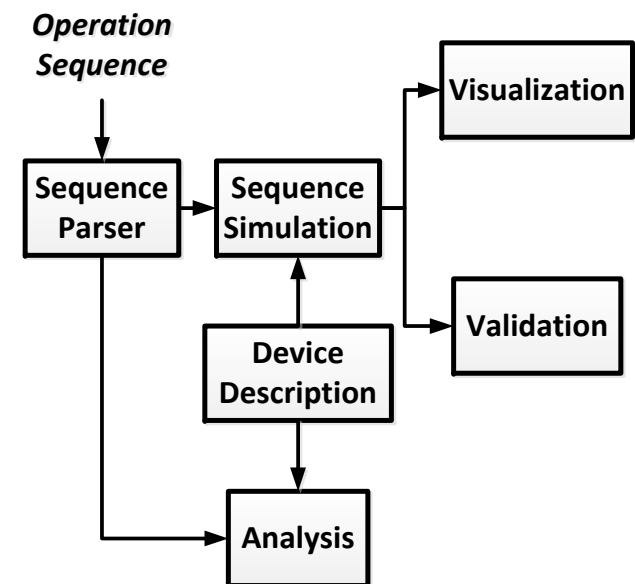 Operation
Sequence
Visualization
Sequence
Parser
Sequence
Simulation
Validation
Device
Description
Analysis